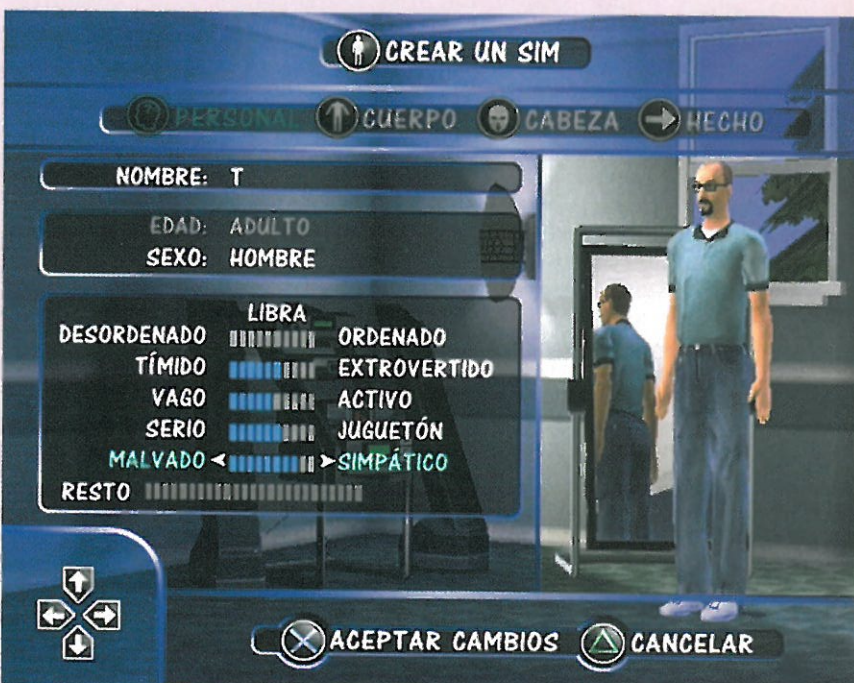 CREAR UN SIM
PERSONAL CUERPO CABEZA HECHO
NOMBRE: T
EDAD: ADULTO
SEXO: HOMBRE
LIBRA
DESORDENADO ORDENADO
TÍMIDO EXTROVERTIDO
VAGO ACTIVO
SERIO JUGUETÓN
MALVADO SIMPÁTICO
RESTO
ACEPTAR CAMBIOS CANCELAR